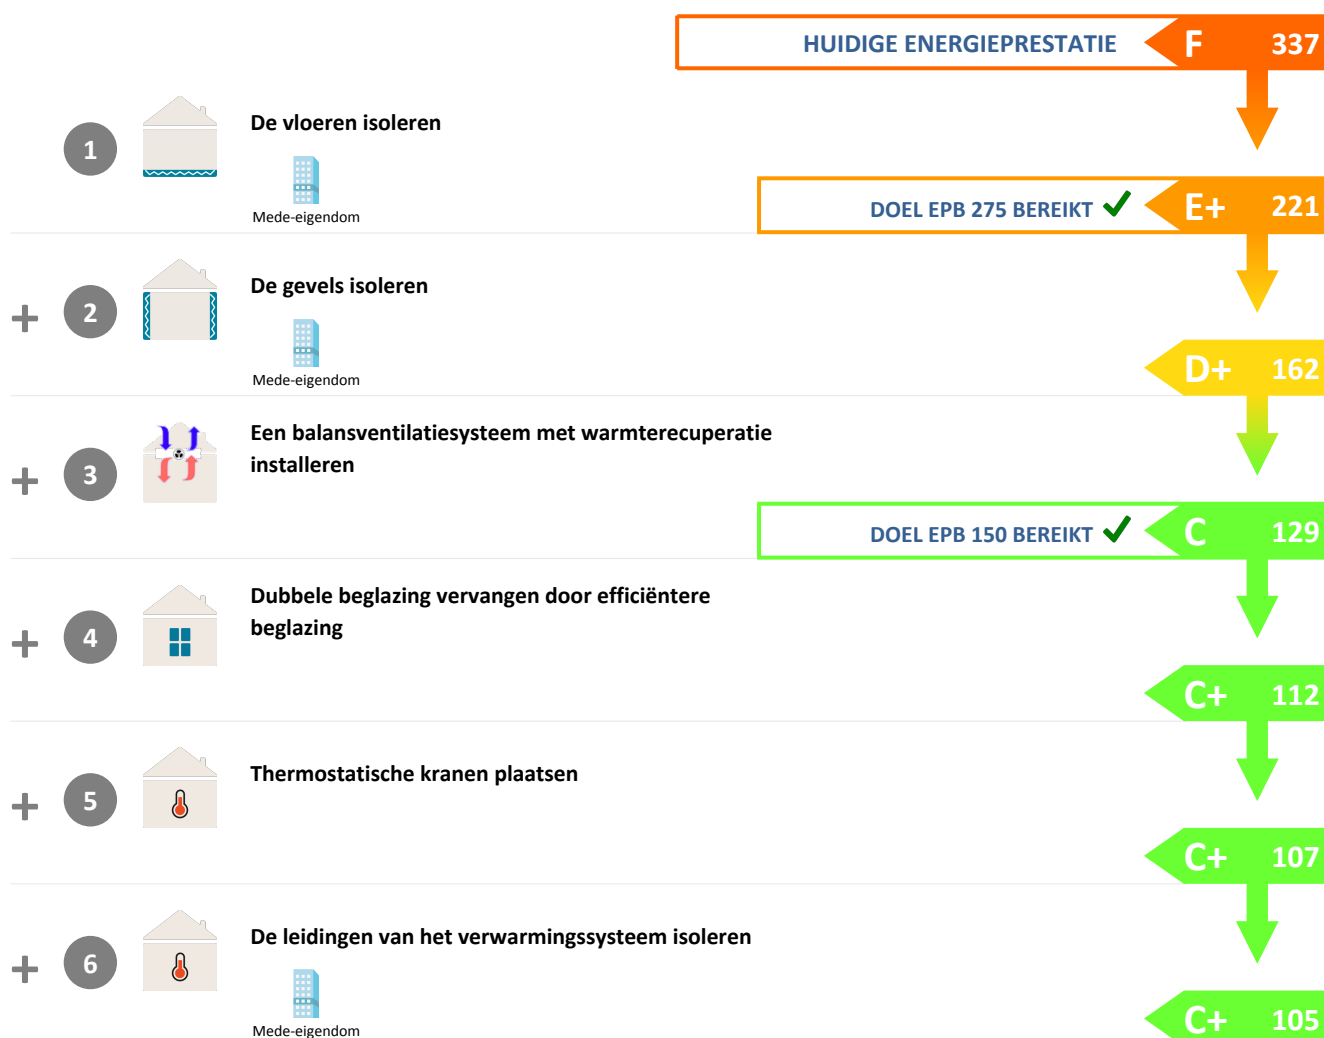 HUIDIGE ENERGIEPRESTATIE F 337
1 De vloeren isoleren
Mede-eigendom
DOEL EPB 275 BEREIKT E+ 221
+ 2 De gevels isoleren
Mede-eigendom
D+ 162
+ 3 Een balansventilatiesysteem met warmterecuperatie
installeren
DOEL EPB 150 BEREIKT C 129
+ 4 Dubbele beglazing vervangen door efficiëntere
beglazing
C+ 112
+ 5 Thermostatische kranen plaatsen
C+ 107
+ 6 De leidingen van het verwarmingssysteem isoleren
Mede-eigendom
C+ 105